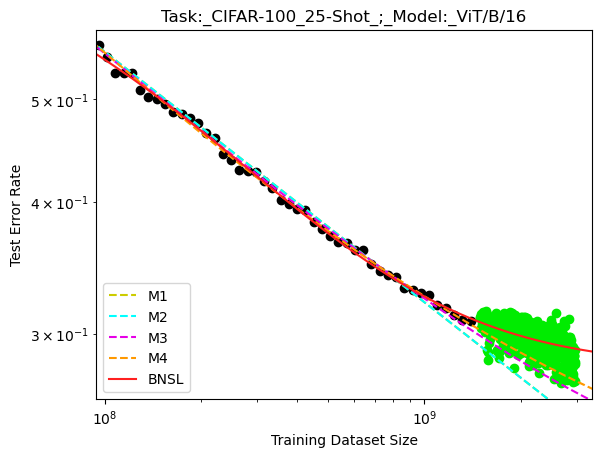 Task:_CIFAR-100_25-Shot_;_Model:_ViT/B/16
Test Error Rate
5 × 10⁻¹
4 × 10⁻¹
3 × 10⁻¹
M1
M2
M3
M4
BNSL
10⁸
10⁹
Training Dataset Size